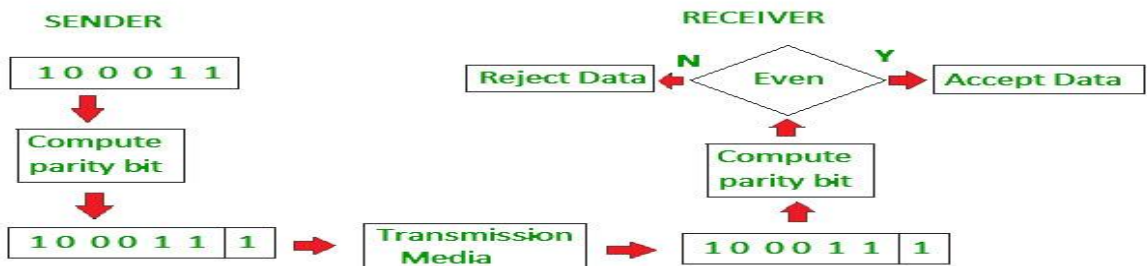 SENDER
1 0 0 0 1 1
Compute
parity bit
1 0 0 0 1 1 1
Transmission
Media
RECEIVER
1 0 0 0 1 1 1
Compute
parity bit
Even
N
Reject Data
Y
Accept Data